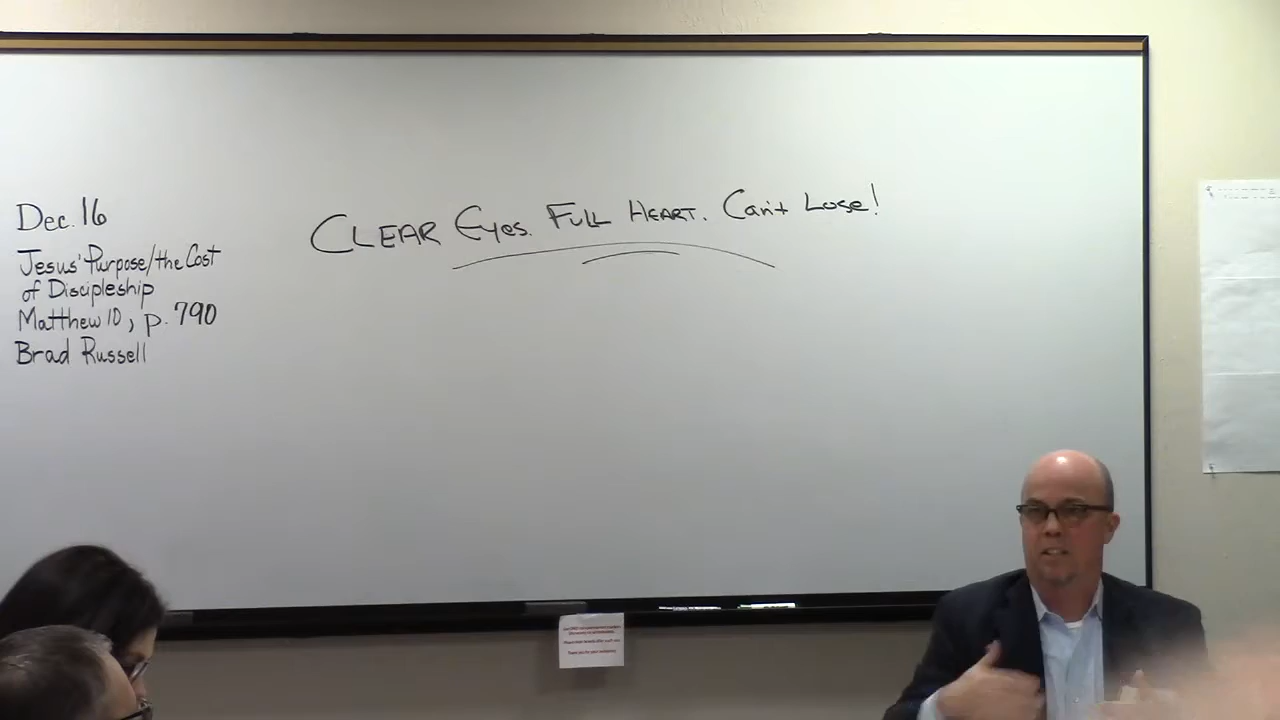 Dec. 16
Jesus' Purpose/the Cost
of Discipleship
Matthew 10, p. 790
Brad Russell
CLEAR Eyes. FULL HEART. Can't Lose!